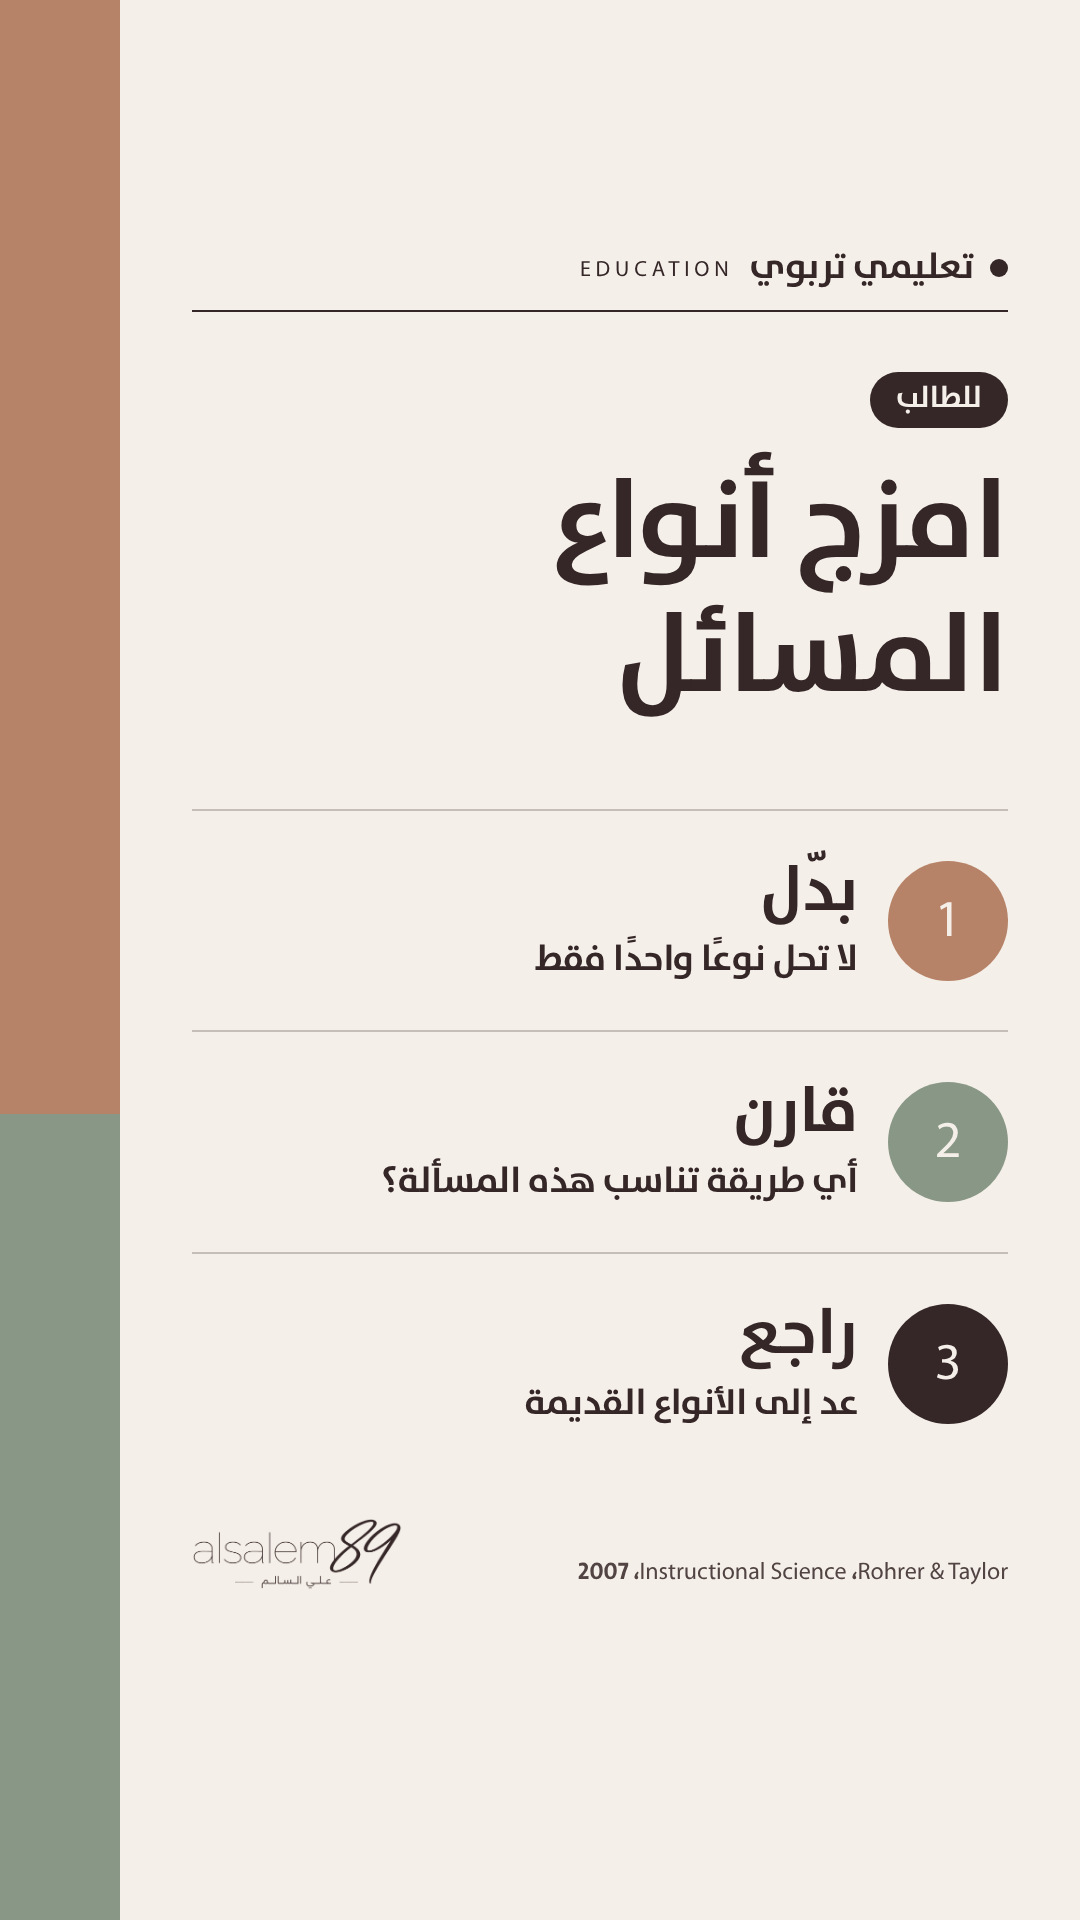 تعليمي تربوي EDUCATION
للطالب
امزج أنواع
المسائل
1
بدّل
لا تحل نوعًا واحدًا فقط
2
قارن
أي طريقة تناسب هذه المسألة؟
3
راجع
عد إلى الأنواع القديمة
Rohrer & Taylor، Instructional Science، 2007
alsalem89
علي السالم